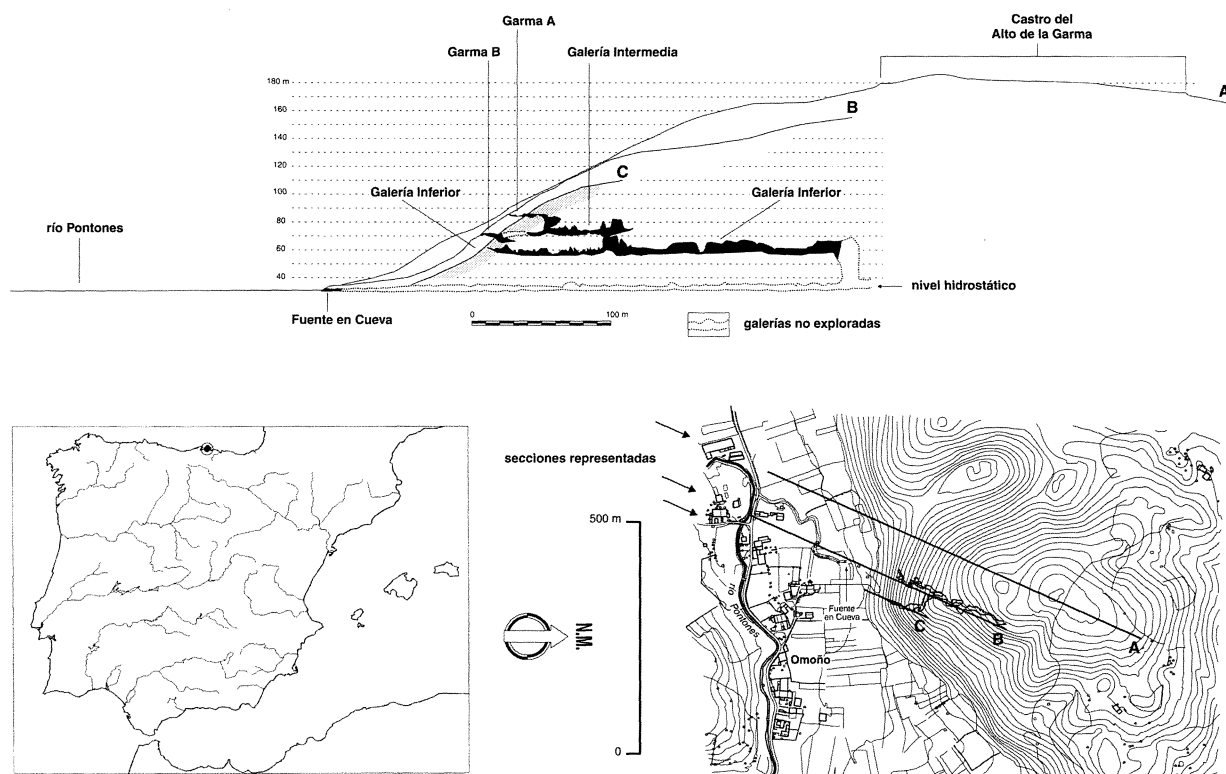 Castro del
Alto de la Garma
Garma A
Garma B
Galería Intermedia
180 m
160
140
120
100
80
60
40
A
B
C
Galería Inferior
Galería Inferior
río Pontones
nivel hidrostático
Fuente en Cueva
0
100 m
galerías no exploradas
secciones representadas
500 m
0
N.M.
río Pontones
Fuente
en Cueva
Omoño
C
B
A